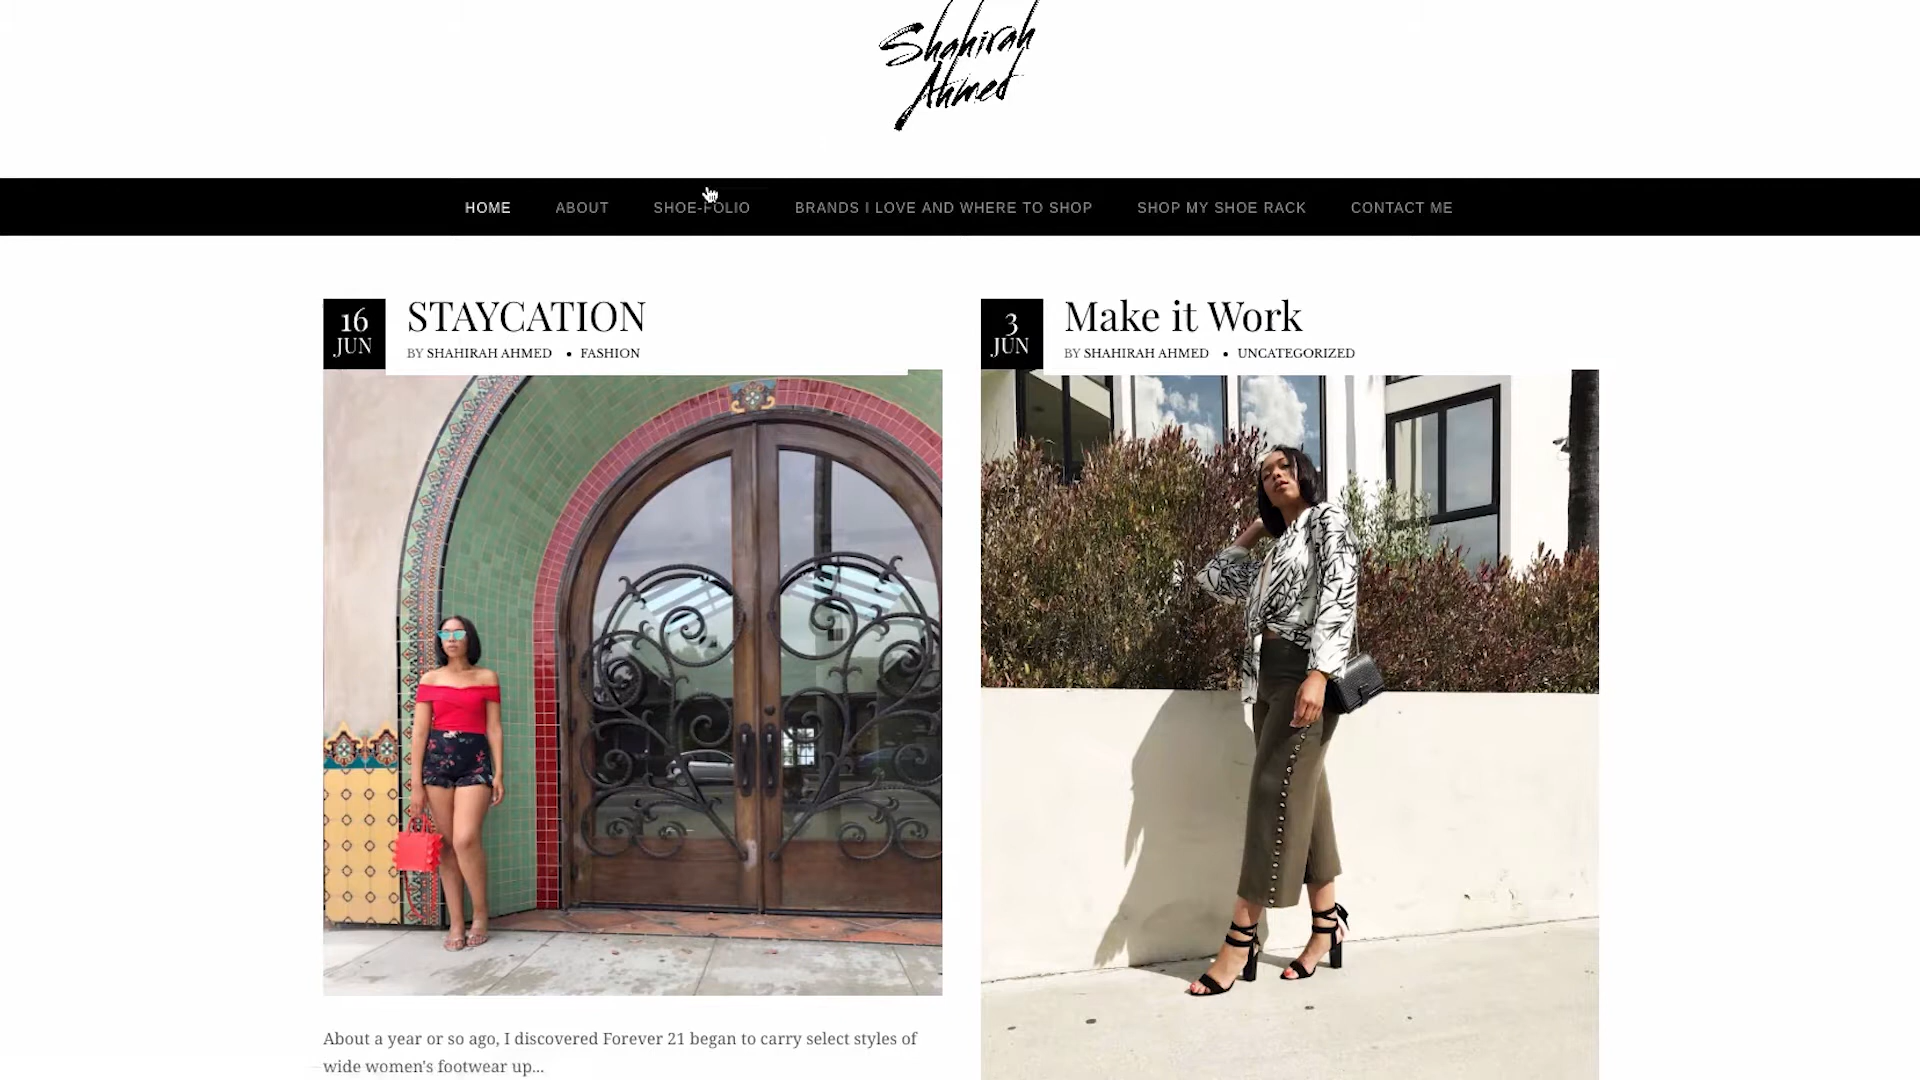 Shahirah
Ahmed
HOME ABOUT SHOE-FOLIO BRANDS I LOVE AND WHERE TO SHOP SHOP MY SHOE RACK CONTACT ME
16
JUN
STAYCATION
BY SHAHIRAH AHMED • FASHION
3
JUN
Make it Work
BY SHAHIRAH AHMED • UNCATEGORIZED
About a year or so ago, I discovered Forever 21 began to carry select styles of
wide women's footwear up...